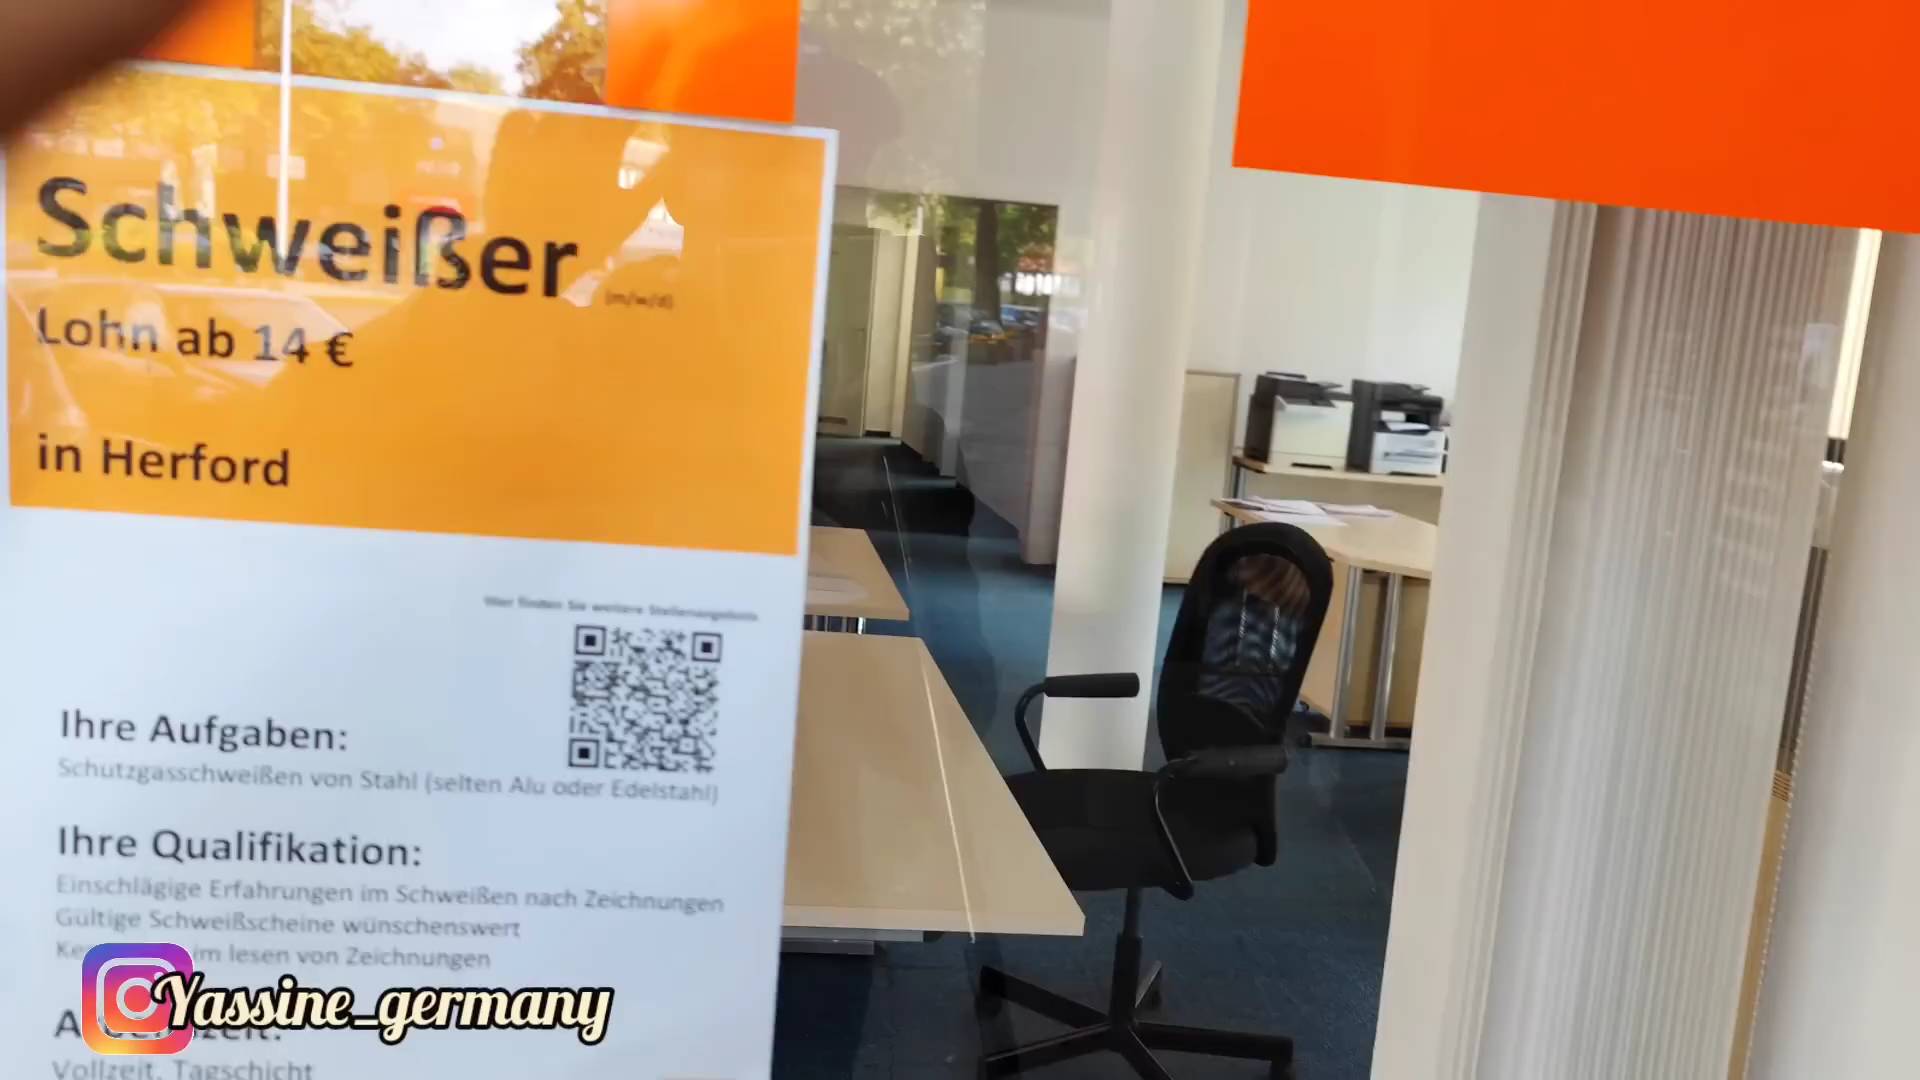 Schweißer (m/w/d)
Lohn ab 14 €
in Herford
Hier finden Sie weitere Stellenangebote
Ihre Aufgaben:
Schutzgasschweißen von Stahl (selten Alu oder Edelstahl)
Ihre Qualifikation:
Einschlägige Erfahrungen im Schweißen nach Zeichnungen
Gültige Schweißscheine wünschenswert
im lesen von Zeichnungen
Yassine_germany
Vollzeit, Tagschicht